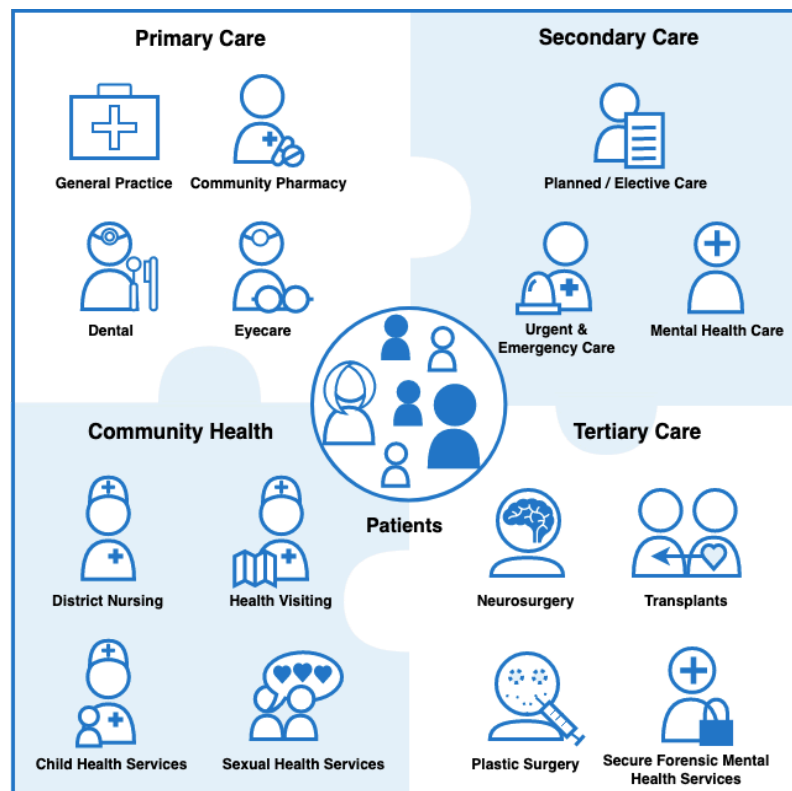 Primary Care
General Practice
Community Pharmacy
Dental
Eyecare
Secondary Care
Planned / Elective Care
Urgent &
Emergency Care
Mental Health Care
Patients
Community Health
District Nursing
Health Visiting
Child Health Services
Sexual Health Services
Tertiary Care
Neurosurgery
Transplants
Plastic Surgery
Secure Forensic Mental
Health Services